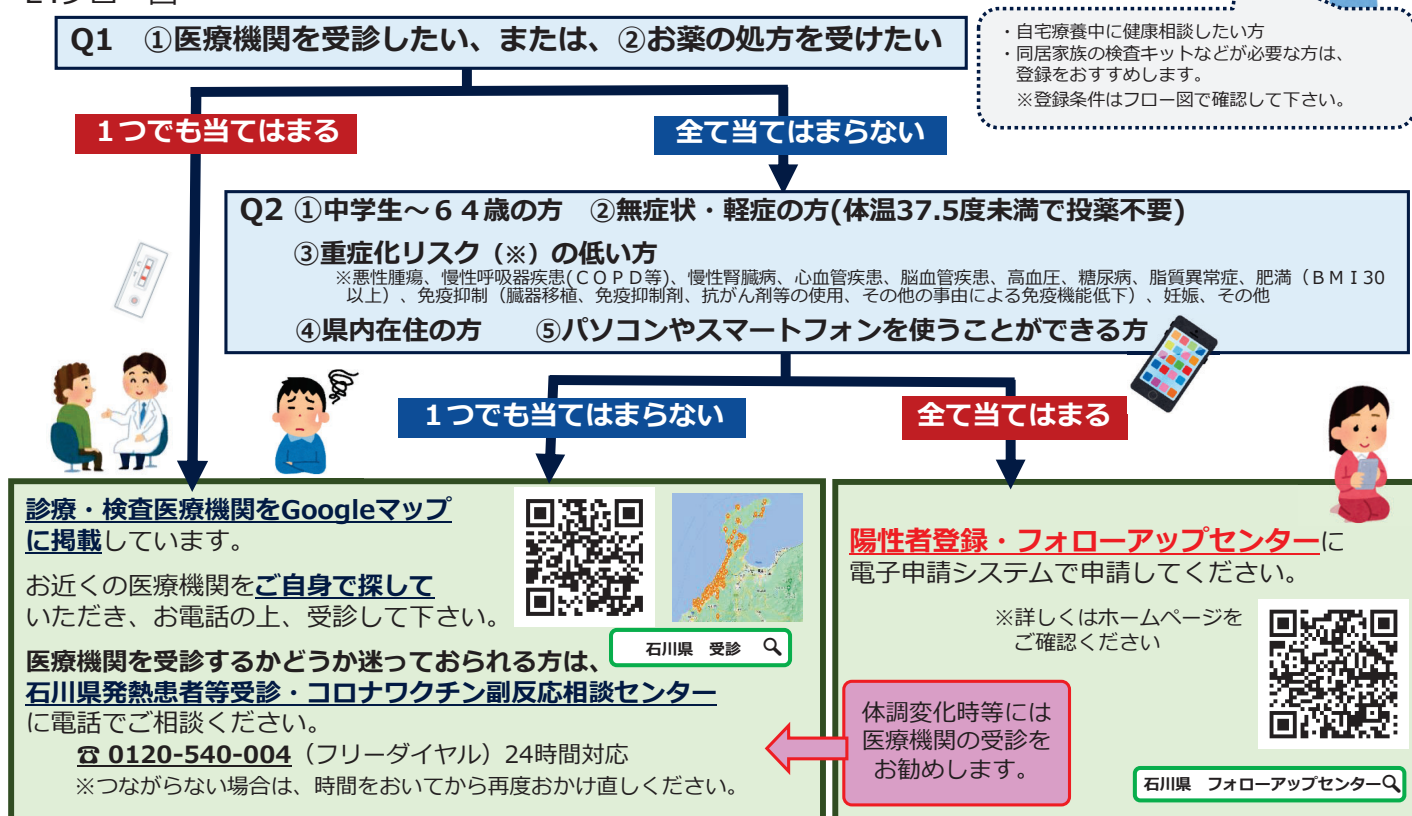 Q1 ①医療機関を受診したい、または、②お薬の処方を受けたい
・自宅療養中に健康相談したい方
・同居家族の検査キットなどが必要な方は、
登録をおすすめします。
※登録条件はフロー図で確認して下さい。
１つでも当てはまる
全て当てはまらない
Q2 ①中学生～６４歳の方 ②無症状・軽症の方(体温37.5度未満で投薬不要)
③重症化リスク（※）の低い方
※悪性腫瘍、慢性呼吸器疾患(ＣＯＰＤ等)、慢性腎臓病、心血管疾患、脳血管疾患、高血圧、糖尿病、脂質異常症、肥満（ＢＭＩ30
以上）、免疫抑制（臓器移植、免疫抑制剤、抗がん剤等の使用、その他の事由による免疫機能低下）、妊娠、その他
④県内在住の方 ⑤パソコンやスマートフォンを使うことができる方
１つでも当てはまらない
全て当てはまる
診療・検査医療機関をGoogleマップ
に掲載しています。
お近くの医療機関をご自身で探して
いただき、お電話の上、受診して下さい。
石川県 受診
医療機関を受診するかどうか迷っておられる方は、
石川県発熱患者等受診・コロナワクチン副反応相談センター
に電話でご相談ください。
☎ 0120-540-004（フリーダイヤル）24時間対応
※つながらない場合は、時間をおいてから再度おかけ直しください。
陽性者登録・フォローアップセンターに
電子申請システムで申請してください。
※詳しくはホームページを
ご確認ください
体調変化時等には
医療機関の受診を
お勧めします。
石川県 フォローアップセンター